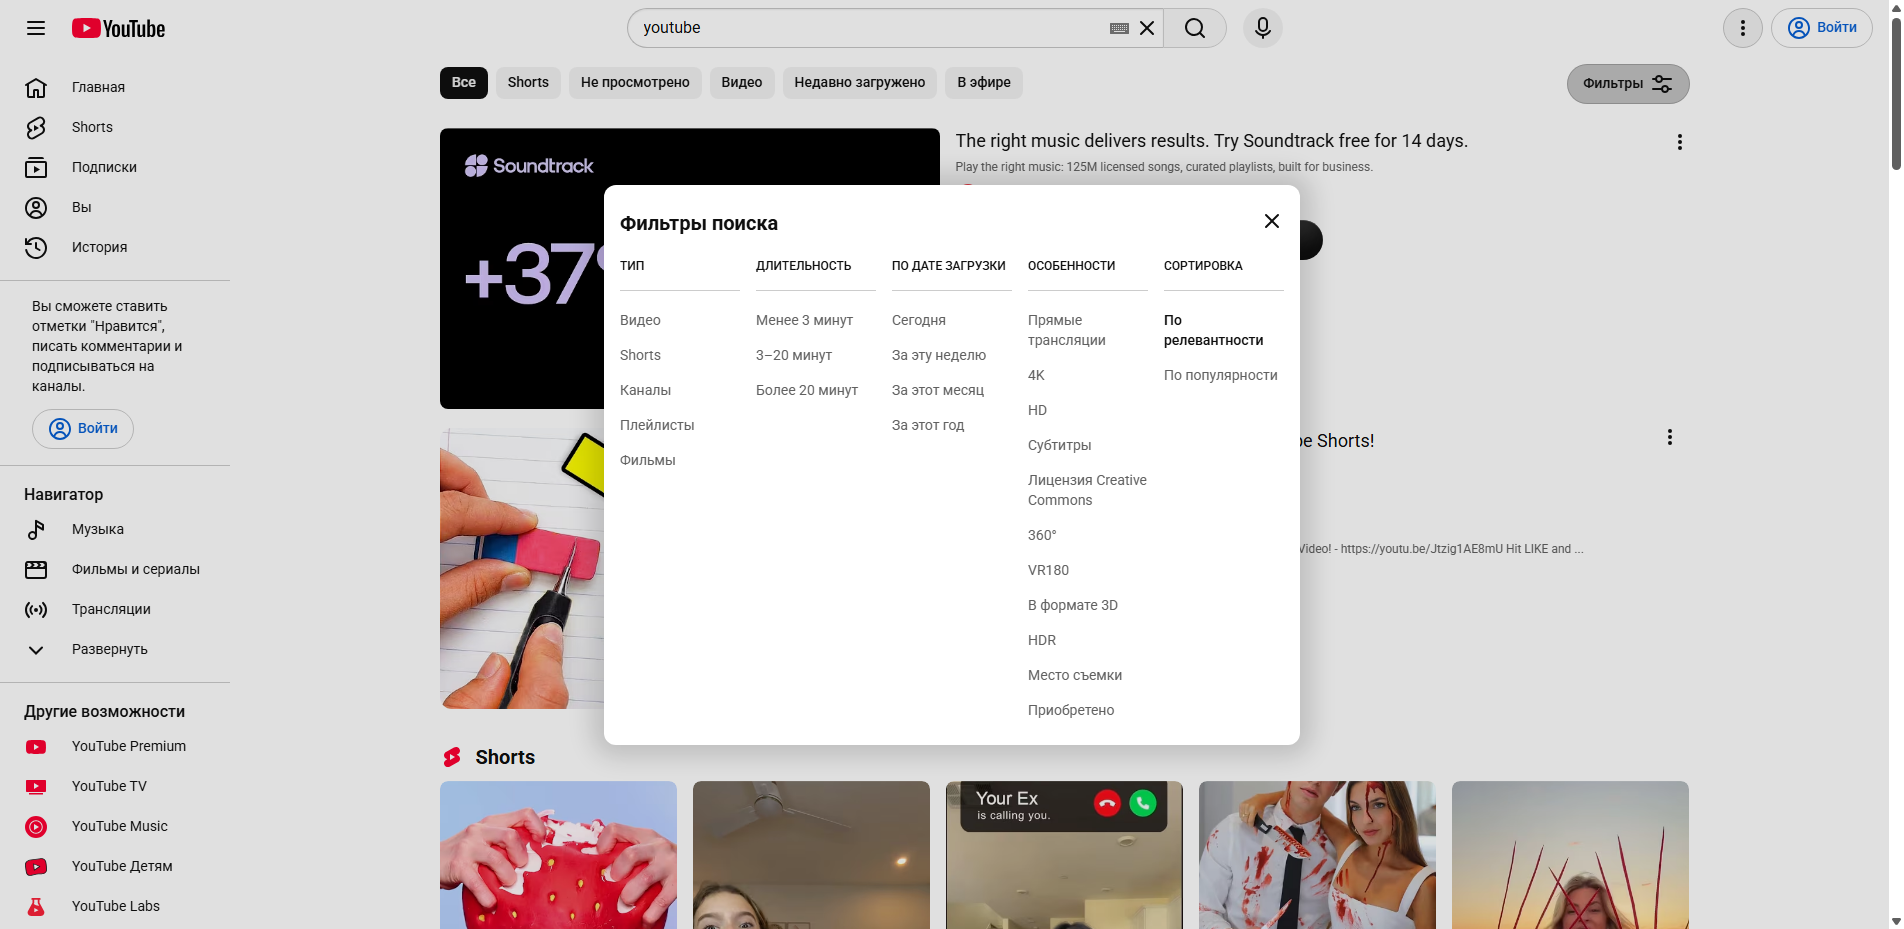 YouTube
youtube
Войти
Главная
Shorts
Подписки
Вы
История
Вы сможете ставить
отметки "Нравится",
писать комментарии и
подписываться на
каналы.
Войти
Навигатор
Музыка
Фильмы и сериалы
Трансляции
Развернуть
Другие возможности
YouTube Premium
YouTube TV
YouTube Music
YouTube Детям
YouTube Labs
Все
Shorts
Не просмотрено
Видео
Недавно загружено
В эфире
Фильтры
Soundtrack
+37
The right music delivers results. Try Soundtrack free for 14 days.
Play the right music: 125M licensed songs, curated playlists, built for business.
Фильтры поиска
ТИП
Видео
Shorts
Каналы
Плейлисты
Фильмы
ДЛИТЕЛЬНОСТЬ
Менее 3 минут
3–20 минут
Более 20 минут
ПО ДАТЕ ЗАГРУЗКИ
Сегодня
За эту неделю
За этот месяц
За этот год
ОСОБЕННОСТИ
Прямые
трансляции
4K
HD
Субтитры
Лицензия Creative
Commons
360°
VR180
В формате 3D
HDR
Место съемки
Приобретено
СОРТИРОВКА
По
релевантности
По популярности
Shorts!
Video! - https://youtu.be/Jtzig1AE8mU Hit LIKE and ...
Shorts
Your Ex
is calling you.